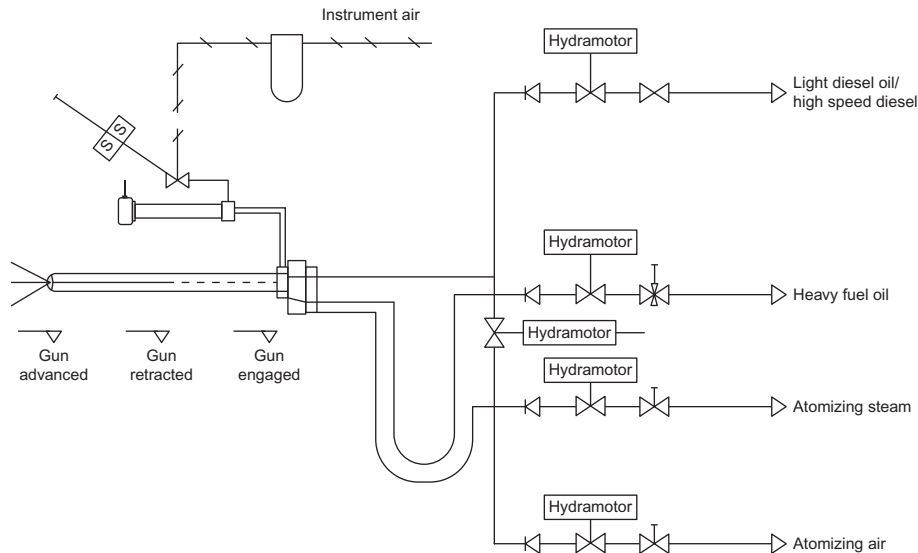 Instrument air
Hydramotor
Light diesel oil/
high speed diesel
S S
Hydramotor
Heavy fuel oil
Hydramotor
Gun
advanced
Gun
retracted
Gun
engaged
Hydramotor
Atomizing steam
Hydramotor
Atomizing air